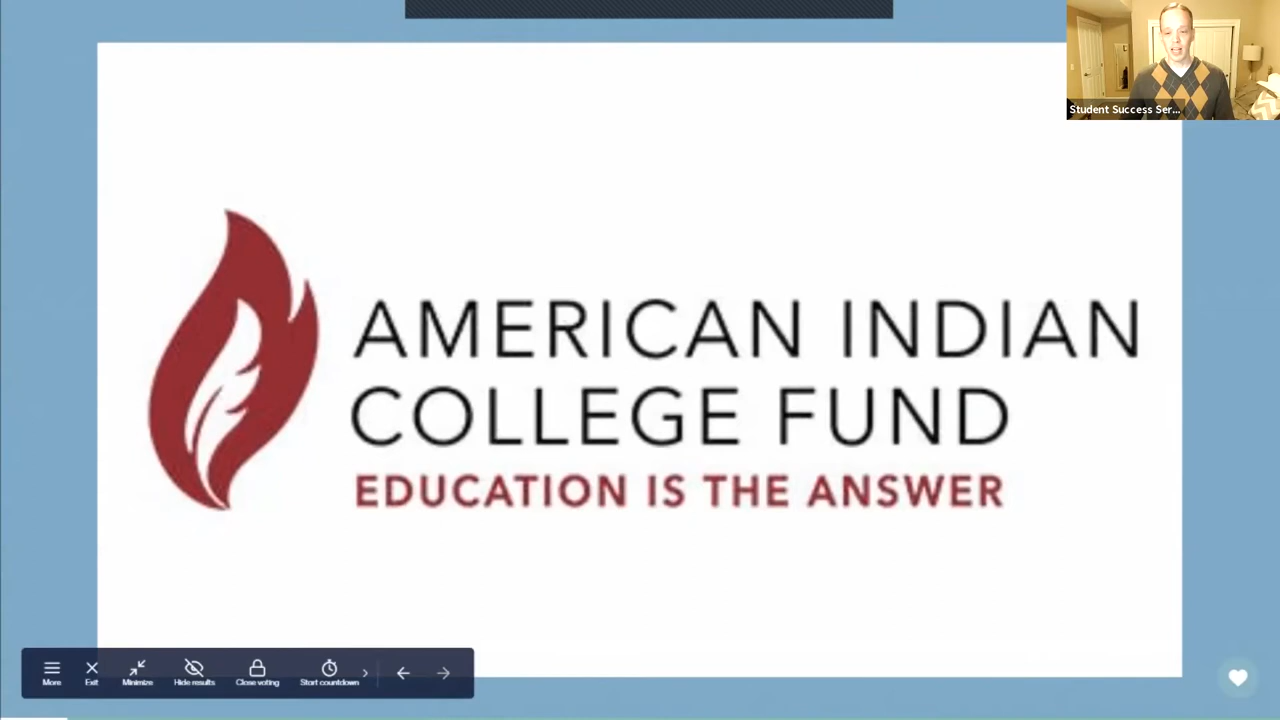 Student Success Ser...
AMERICAN INDIAN
COLLEGE FUND
EDUCATION IS THE ANSWER
More
Exit
Minimize
Hide results
Close voting
Start countdown